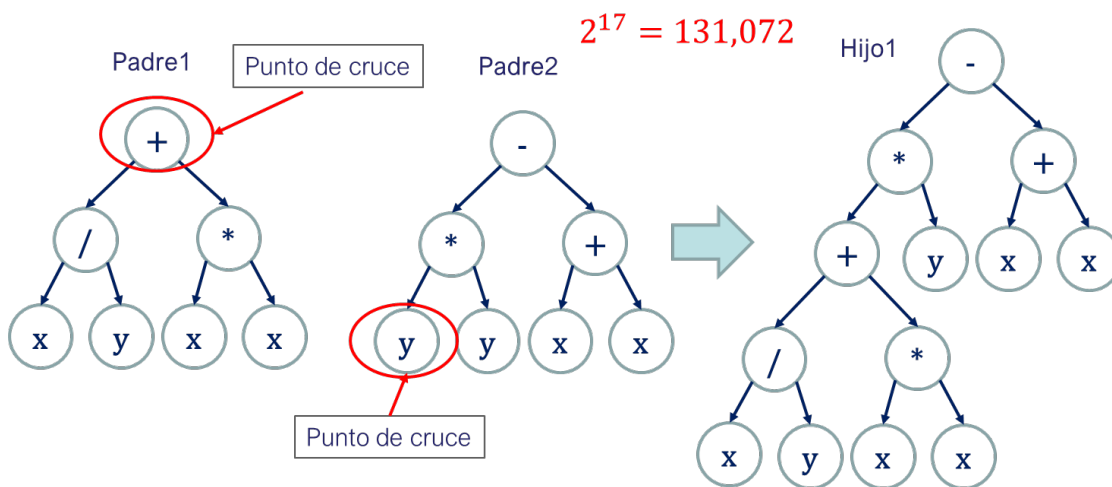 2^17 = 131,072
Padre1
Punto de cruce
Padre2
Hijo1
+
/ *
x y x x
-
* +
y y x x
Punto de cruce
-
* +
+ y x x
/ *
x y x x